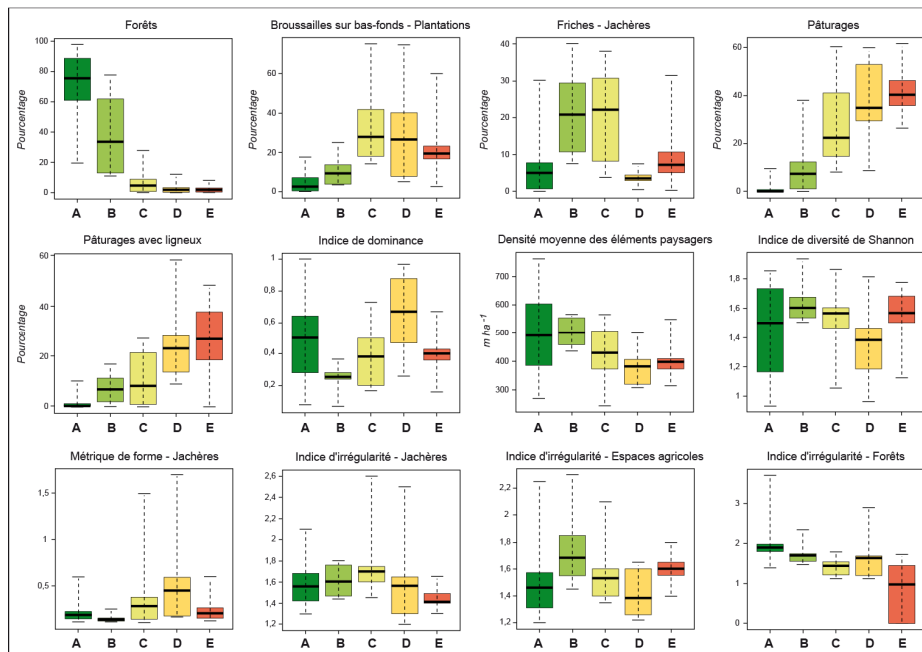 Forêts
Broussailles sur bas-fonds - Plantations
Friches - Jachères
Pâturages
Pourcentage
100
80
60
40
20
0
A B C D E
Pourcentage
60
40
20
0
A B C D E
Pourcentage
40
30
20
10
0
A B C D E
Pourcentage
60
40
20
0
A B C D E
Pâturages avec ligneux
Indice de dominance
Densité moyenne des éléments paysagers
Indice de diversité de Shannon
Pourcentage
60
40
20
0
A B C D E
1
0,8
0,6
0,4
0,2
A B C D E
m ha⁻¹
700
600
500
400
300
A B C D E
1,8
1,6
1,4
1,2
1
A B C D E
Métrique de forme - Jachères
Indice d'irrégularité - Jachères
Indice d'irrégularité - Espaces agricoles
Indice d'irrégularité - Forêts
1,5
1
0,5
A B C D E
2,6
2,4
2,2
2,0
1,8
1,6
1,4
1,2
A B C D E
2,2
2
1,8
1,6
1,4
1,2
A B C D E
3
2
1
0
A B C D E